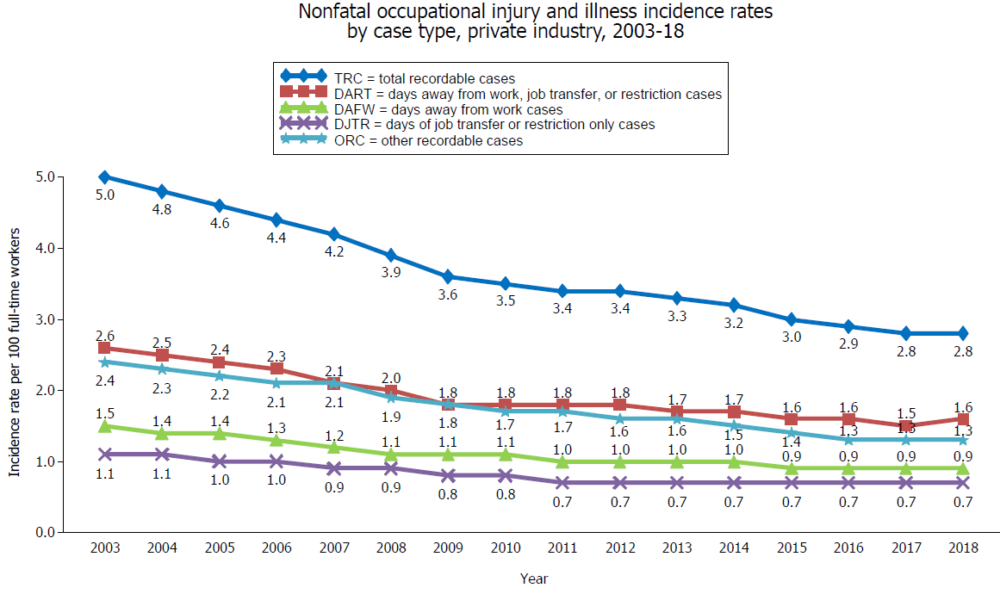 Nonfatal occupational injury and illness incidence rates
by case type, private industry, 2003-18
TRC = total recordable cases
DART = days away from work, job transfer, or restriction cases
DAFW = days away from work cases
DJTR = days of job transfer or restriction only cases
ORC = other recordable cases
Incidence rate per 100 full-time workers
5.0
4.0
3.0
2.0
1.0
0.0
5.0 4.8 4.6 4.4 4.2 3.9 3.6 3.5 3.4 3.4 3.3 3.2 3.0 2.9 2.8 2.8
2.6 2.5 2.4 2.3 2.1 2.0 1.8 1.8 1.8 1.8 1.7 1.7 1.6 1.6 1.5 1.6
2.4 2.3 2.2 2.1 2.1 1.9 1.8 1.7 1.7 1.6 1.6 1.5 1.4 1.3 1.3 1.3
1.5 1.4 1.4 1.3 1.2 1.1 1.1 1.1 1.0 1.0 1.0 1.0 0.9 0.9 0.9 0.9
1.1 1.1 1.0 1.0 0.9 0.9 0.8 0.8 0.7 0.7 0.7 0.7 0.7 0.7 0.7 0.7
2003 2004 2005 2006 2007 2008 2009 2010 2011 2012 2013 2014 2015 2016 2017 2018
Year